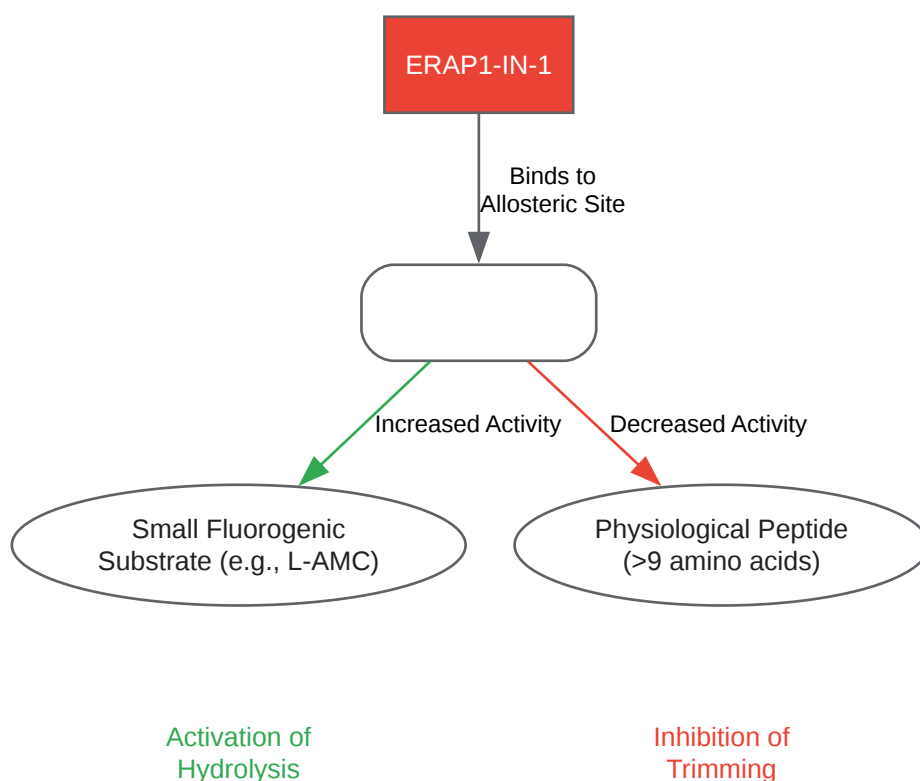 ERAP1-IN-1
Binds to
Allosteric Site
Increased Activity
Decreased Activity
Small Fluorogenic
Substrate (e.g., L-AMC)
Physiological Peptide
(>9 amino acids)
Activation of
Hydrolysis
Inhibition of
Trimming